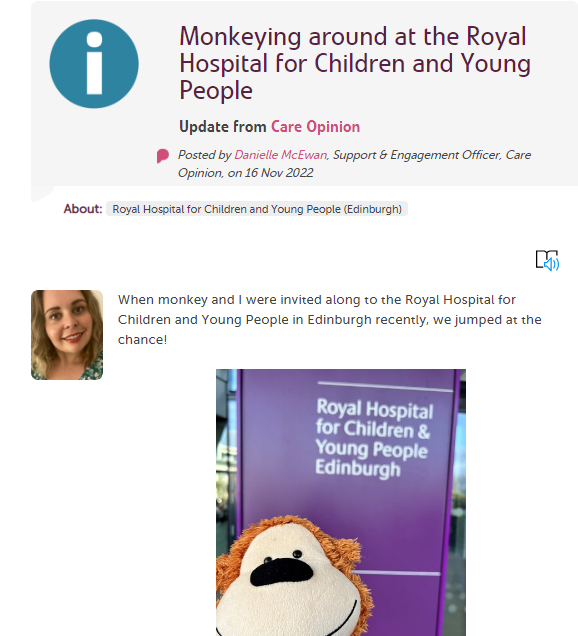 Monkeying around at the Royal
Hospital for Children and Young
People
Update from Care Opinion
Posted by Danielle McEwan, Support & Engagement Officer, Care
Opinion, on 16 Nov 2022
About: Royal Hospital for Children and Young People (Edinburgh)
When monkey and I were invited along to the Royal Hospital for
Children and Young People in Edinburgh recently, we jumped at the
chance!
Royal Hospital
for Children &
Young People
Edinburgh